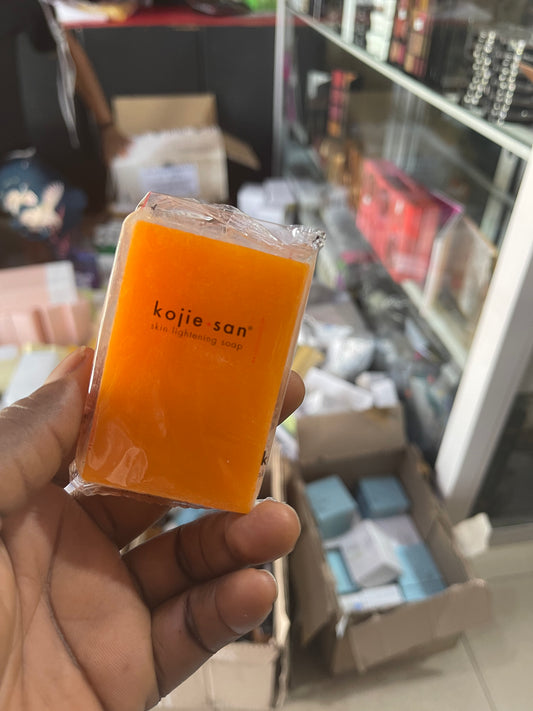 kojie·san®
skin lightening soap
k